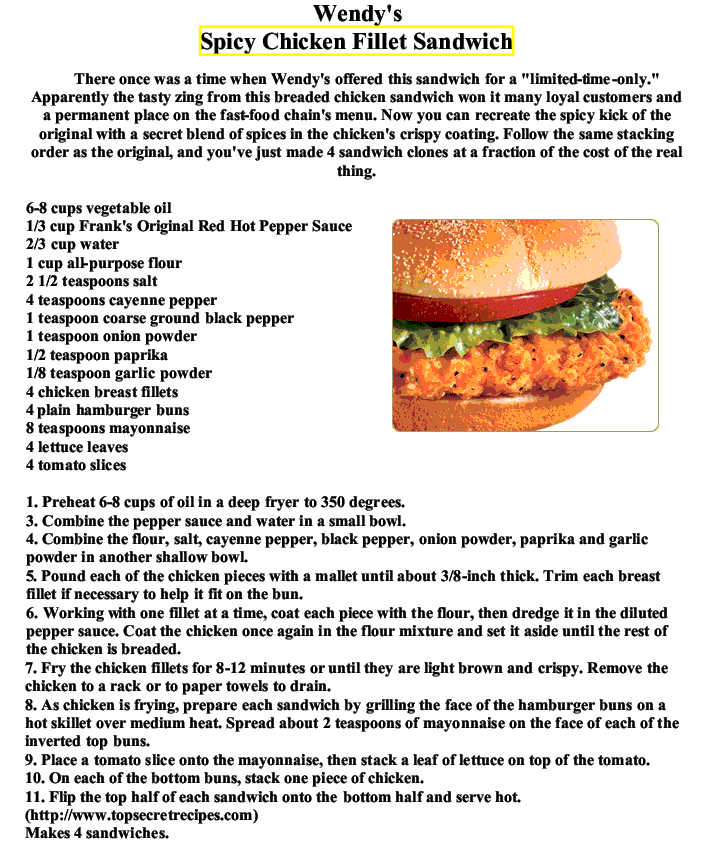 Wendy's
Spicy Chicken Fillet Sandwich
There once was a time when Wendy's offered this sandwich for a "limited-time-only."
Apparently the tasty zing from this breaded chicken sandwich won it many loyal customers and
a permanent place on the fast-food chain's menu. Now you can recreate the spicy kick of the
original with a secret blend of spices in the chicken's crispy coating. Follow the same stacking
order as the original, and you've just made 4 sandwich clones at a fraction of the cost of the real
thing.
6-8 cups vegetable oil
1/3 cup Frank's Original Red Hot Pepper Sauce
2/3 cup water
1 cup all-purpose flour
2 1/2 teaspoons salt
4 teaspoons cayenne pepper
1 teaspoon coarse ground black pepper
1 teaspoon onion powder
1/2 teaspoon paprika
1/8 teaspoon garlic powder
4 chicken breast fillets
4 plain hamburger buns
8 teaspoons mayonnaise
4 lettuce leaves
4 tomato slices
1. Preheat 6-8 cups of oil in a deep fryer to 350 degrees.
3. Combine the pepper sauce and water in a small bowl.
4. Combine the flour, salt, cayenne pepper, black pepper, onion powder, paprika and garlic
powder in another shallow bowl.
5. Pound each of the chicken pieces with a mallet until about 3/8-inch thick. Trim each breast
fillet if necessary to help it fit on the bun.
6. Working with one fillet at a time, coat each piece with the flour, then dredge it in the diluted
pepper sauce. Coat the chicken once again in the flour mixture and set it aside until the rest of
the chicken is breaded.
7. Fry the chicken fillets for 8-12 minutes or until they are light brown and crispy. Remove the
chicken to a rack or to paper towels to drain.
8. As chicken is frying, prepare each sandwich by grilling the face of the hamburger buns on a
hot skillet over medium heat. Spread about 2 teaspoons of mayonnaise on the face of each of the
inverted top buns.
9. Place a tomato slice onto the mayonnaise, then stack a leaf of lettuce on top of the tomato.
10. On each of the bottom buns, stack one piece of chicken.
11. Flip the top half of each sandwich onto the bottom half and serve hot.
(http://www.topsecretrecipes.com)
Makes 4 sandwiches.